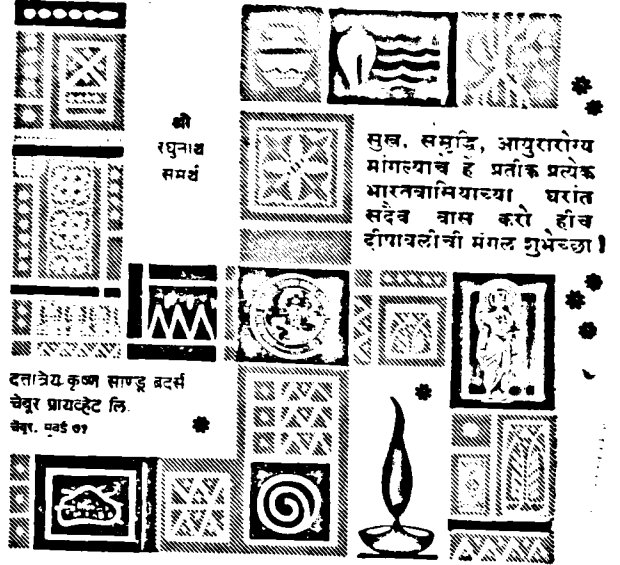 श्री
रघुनाथ
समर्थ
सुख, समृद्धि, आयुरारोग्य
मांगल्याचे हे प्रतीक प्रत्येक
भारतवासियाच्या घरांत
सदैव वास करो हीच
दीपावलीची मंगल शुभेच्छा !
दत्तात्रेय कृष्ण साण्डू ब्रदर्स
चेंबूर प्रायव्हेट लि.
चेंबूर, मुंबई ७१